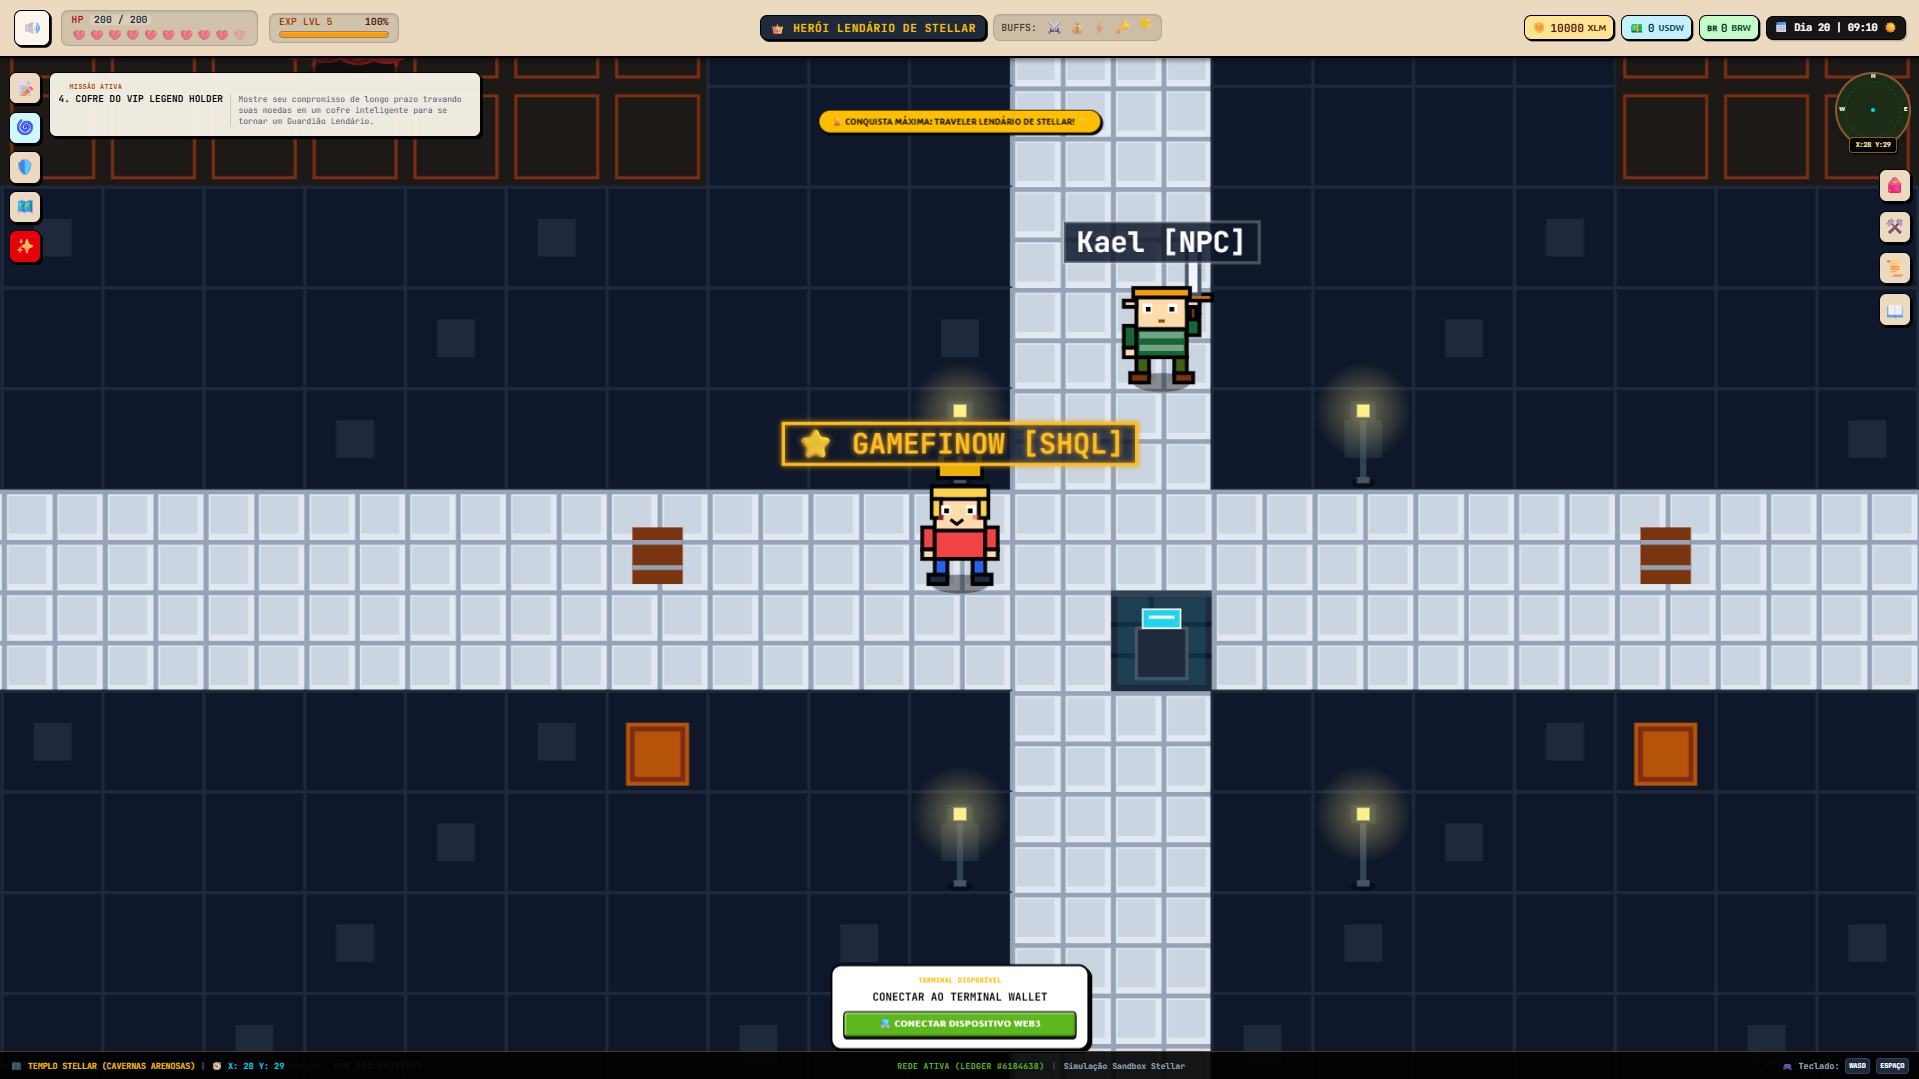 HP 200 / 200
EXP LVL 5 100%
HERÓI LENDÁRIO DE STELLAR
BUFFS:
10000 XLM
0 USDW
BR 0 BRW
Dia 20 | 09:10
MISSÃO ATIVA
4. COFRE DO VIP LEGEND HOLDER
Mostre seu compromisso de longo prazo travando
suas moedas em um cofre inteligente para se
tornar um Guardião Lendário.
CONQUISTA MÁXIMA: TRAVELER LENDÁRIO DE STELLAR!
N
W
E
X:28 Y:29
Kael [NPC]
GAMEFINOW [SHQL]
TERMINAL DISPONÍVEL
CONECTAR AO TERMINAL WALLET
CONECTAR DISPOSITIVO WEB3
TEMPLO STELLAR (CAVERNAS ARENOSAS) | X: 28 Y: 29
REDE ATIVA (LEDGER #6184638) | Simulação Sandbox Stellar
Teclado: WASD ESPAÇO